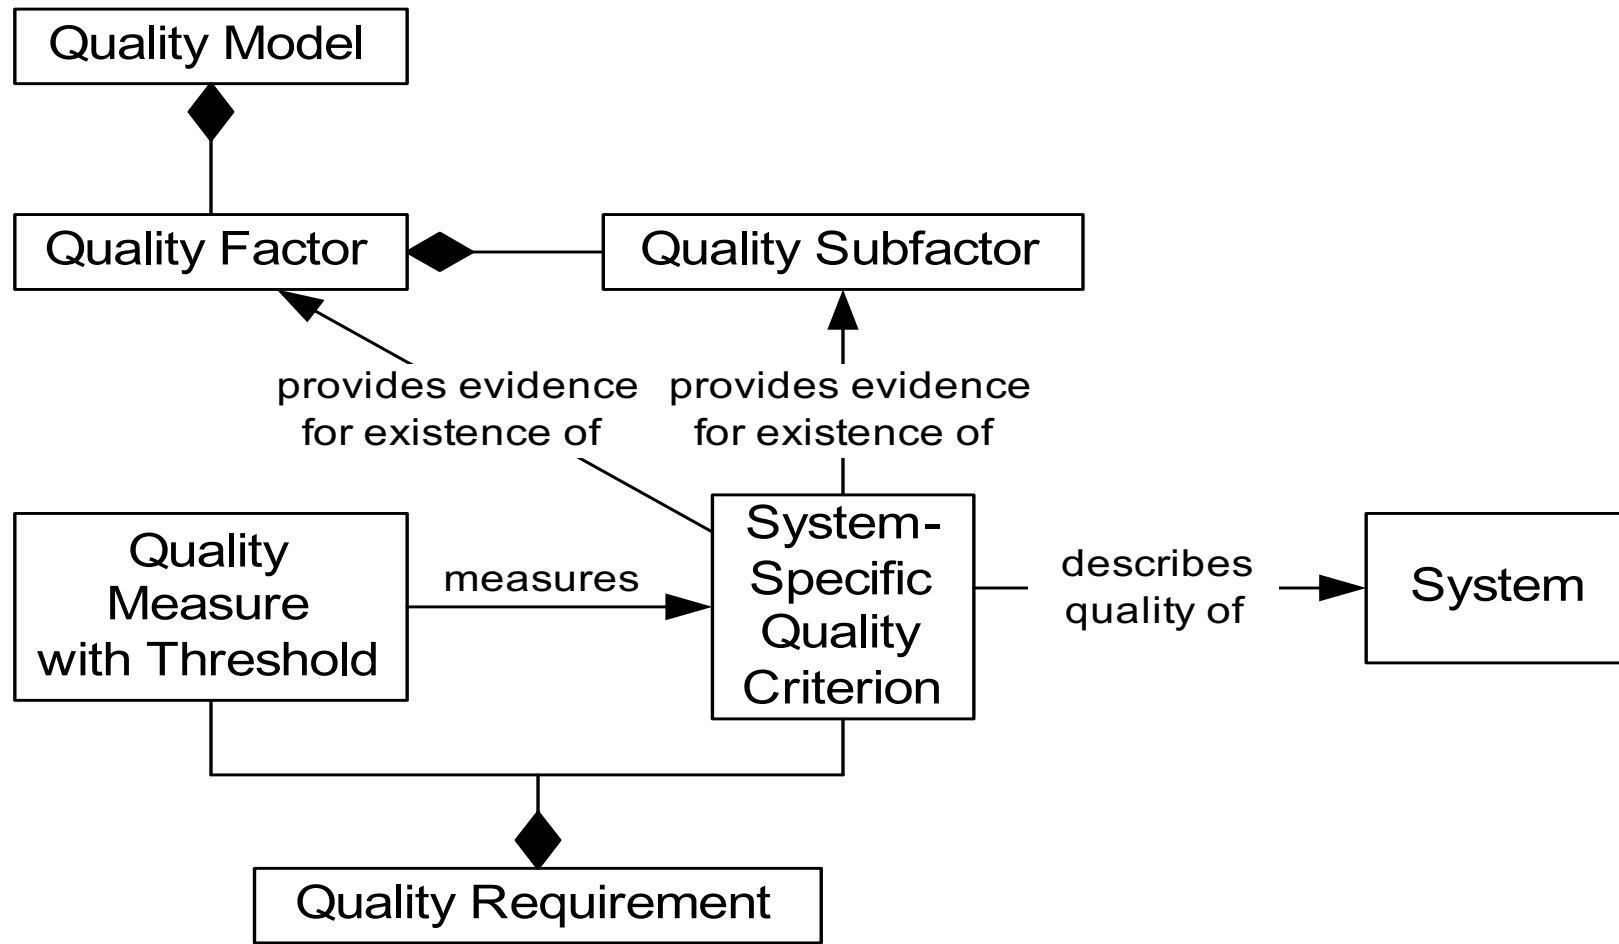 Quality Model
Quality Factor
Quality Subfactor
provides evidence
for existence of
provides evidence
for existence of
Quality
Measure
with Threshold
measures
System-
Specific
Quality
Criterion
describes
quality of
System
Quality Requirement